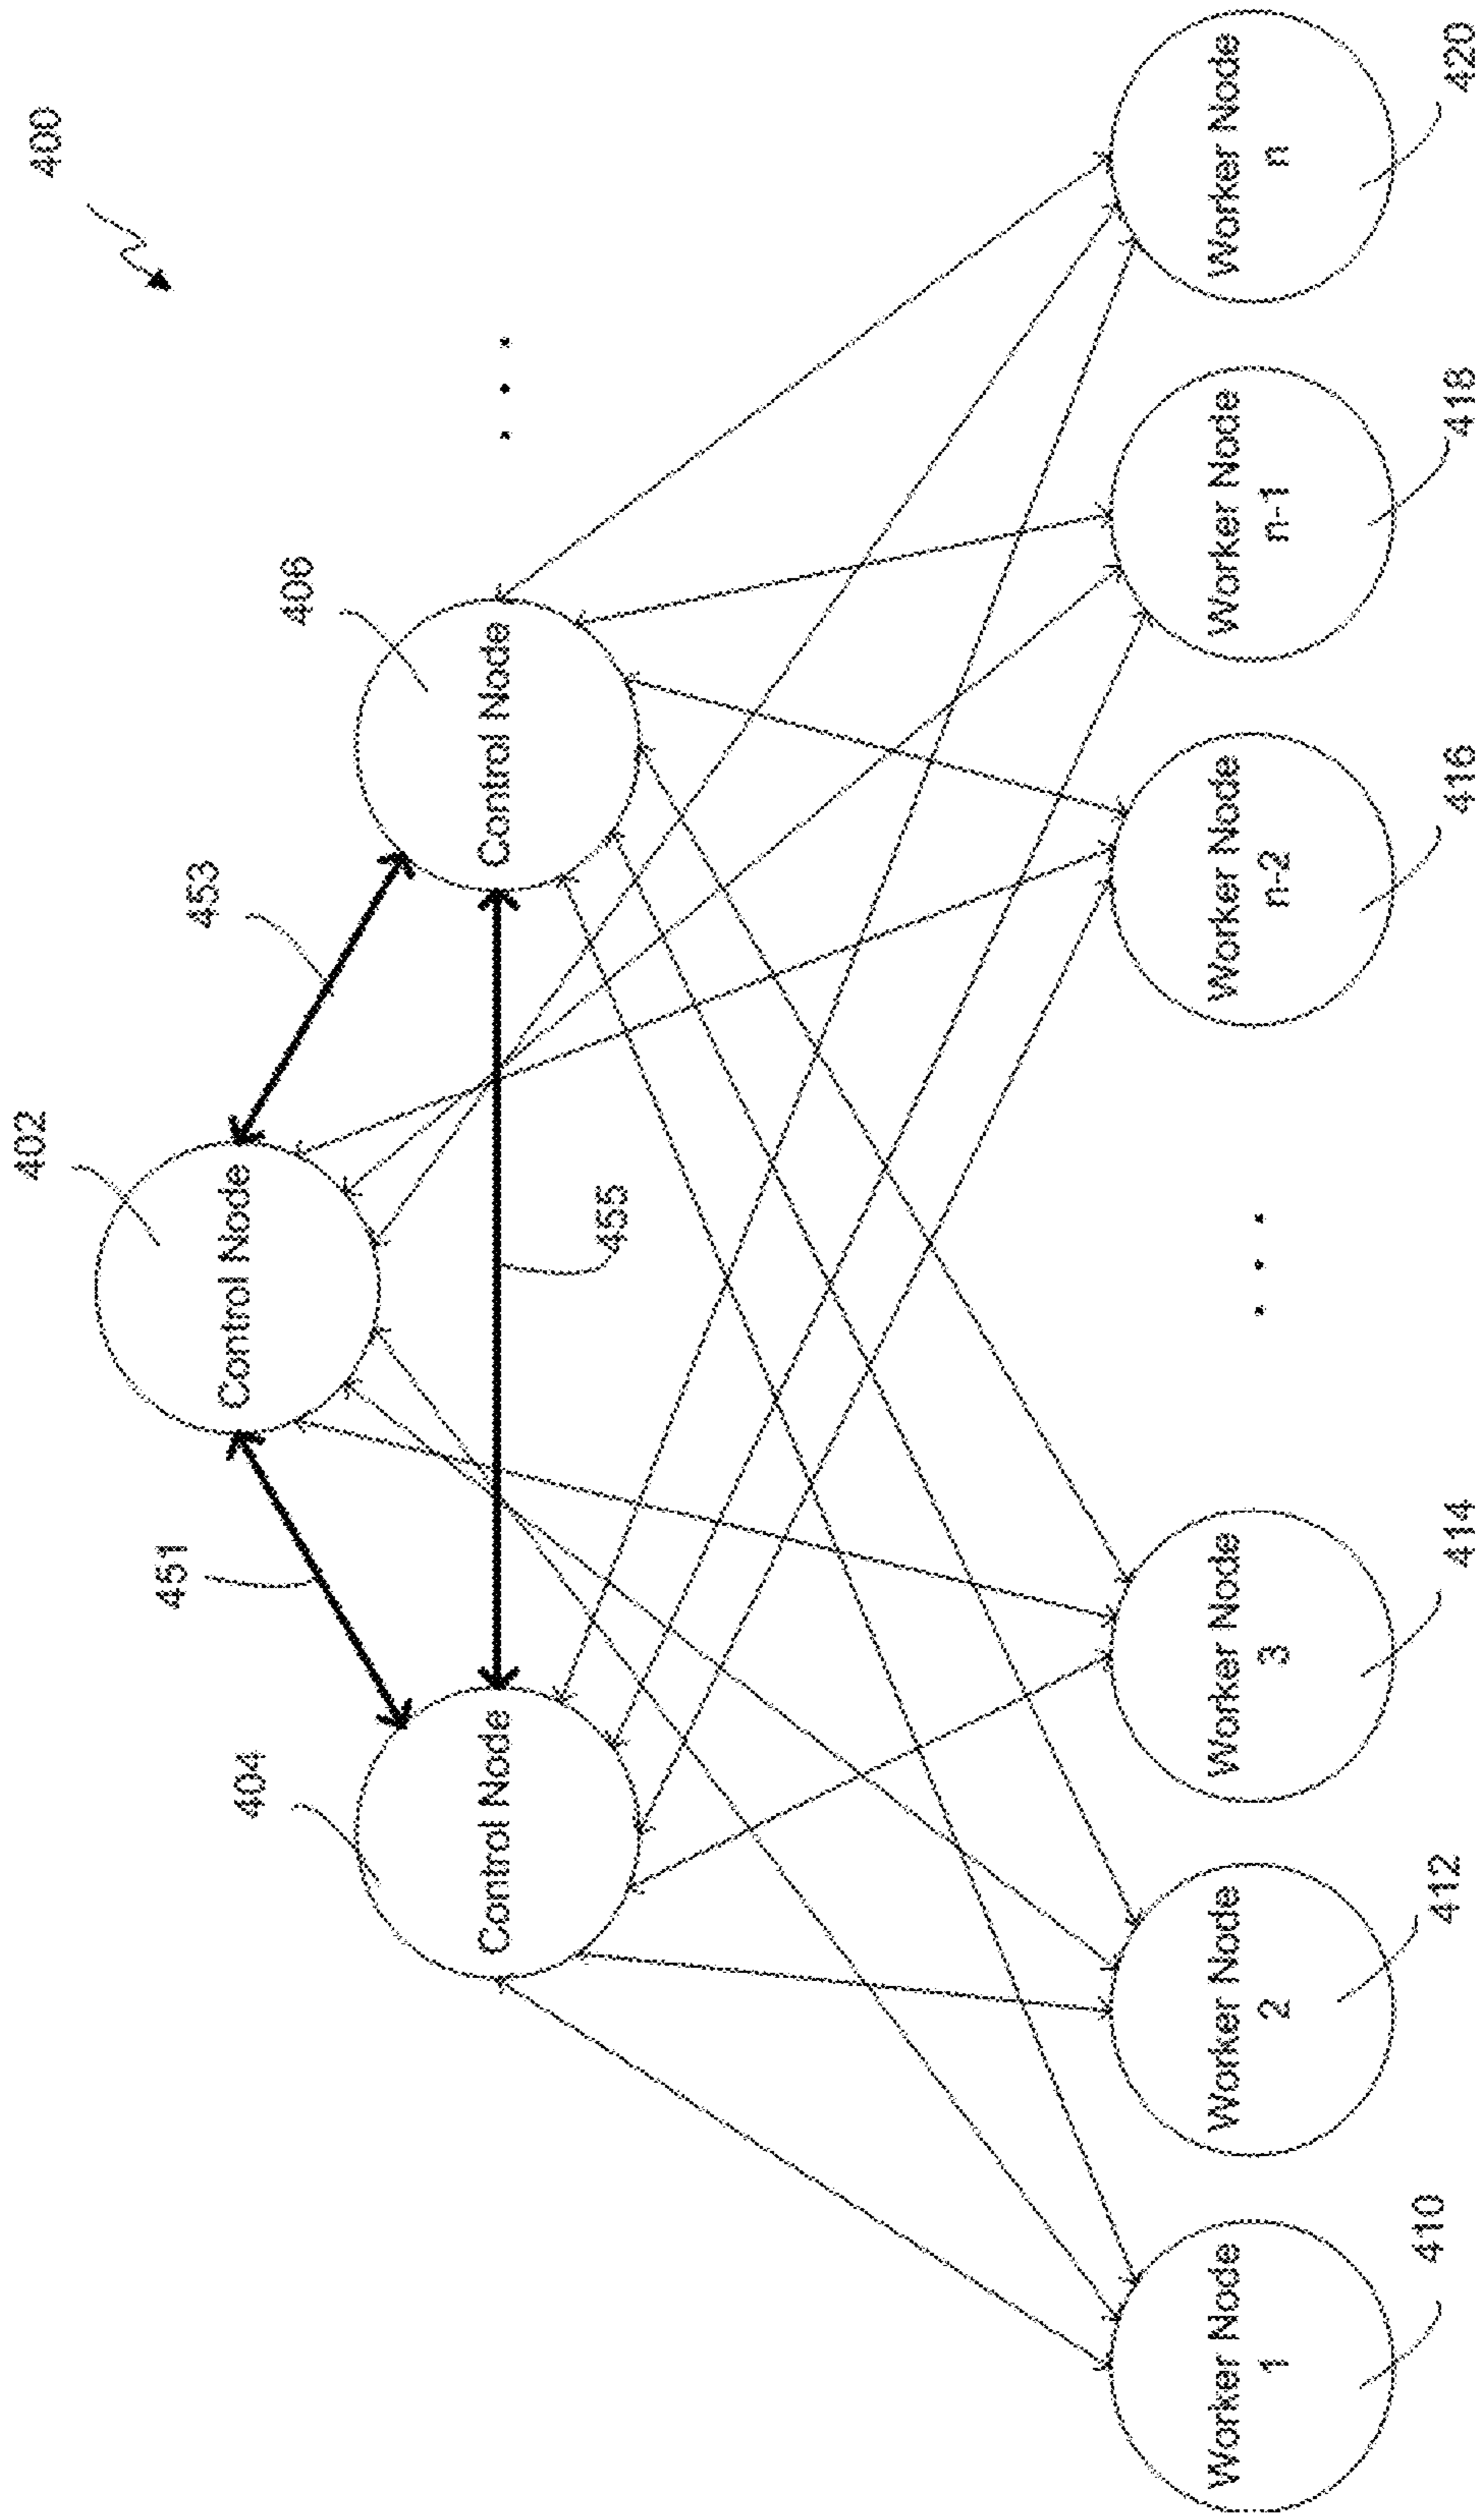 400
402
Control Node
451
453
404
406
Control Node
Control Node
. . .
455
Worker Node
1
Worker Node
2
Worker Node
3
. . .
Worker Node
n-2
Worker Node
n-1
Worker Node
n
410
412
414
416
418
420